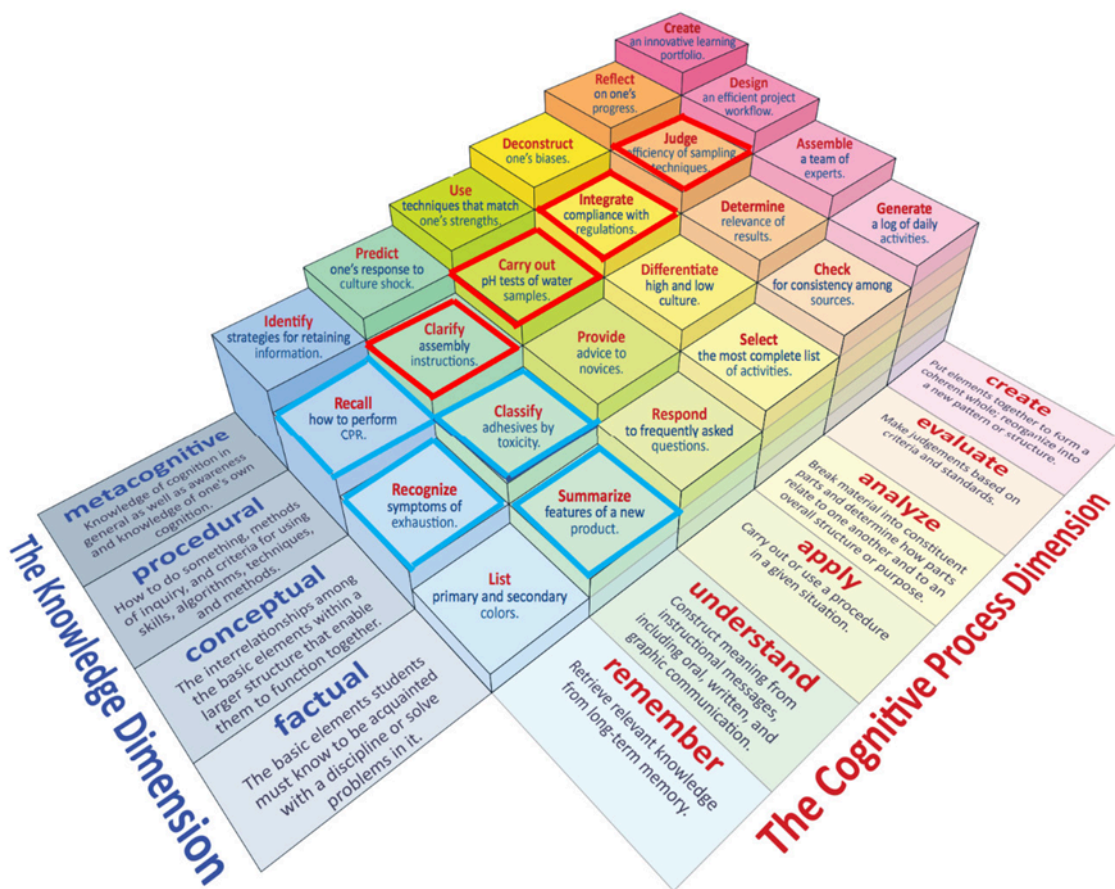 Create
an innovative learning
portfolio.
Reflect
on one's
progress.
Design
an efficient project
workflow.
Deconstruct
one's biases.
Judge
efficiency of sampling
techniques.
Assemble
a team of
experts.
Use
techniques that match
one's strengths.
Integrate
compliance with
regulations.
Determine
relevance of
results.
Generate
a log of daily
activities.
Predict
one's response to
culture shock.
Carry out
pH tests of water
samples.
Differentiate
high and low
culture.
Check
for consistency among
sources.
Identify
strategies for retaining
information.
Clarify
assembly
instructions.
Provide
advice to
novices.
Select
the most complete list
of activities.
Recall
how to perform
CPR.
Classify
adhesives by
toxicity.
Respond
to frequently asked
questions.
Recognize
symptoms of
exhaustion.
Summarize
features of a new
product.
List
primary and secondary
colors.
The Knowledge Dimension
metacognitive
Knowledge of cognition in
general as well as awareness
and knowledge of one's own
cognition.
procedural
How to do something, methods
of inquiry, and criteria for using
skills, algorithms, techniques,
and methods.
conceptual
The interrelationships among
the basic elements within a
larger structure that enable
them to function together.
factual
The basic elements students
must know to be acquainted
with a discipline or solve
problems in it.
The Cognitive Process Dimension
remember
Retrieve relevant knowledge
from long-term memory.
understand
Construct meaning from
instructional messages,
including oral, written, and
graphic communication.
apply
Carry out or use a procedure
in a given situation.
analyze
Break material into constituent
parts and determine how parts
relate to one another and to an
overall structure or purpose.
evaluate
Make judgements based on
criteria and standards.
create
Put elements together to form a
coherent whole; reorganize into
a new pattern or structure.